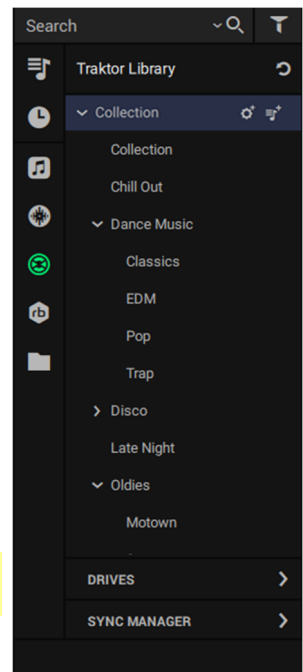 Search
Traktor Library
Collection
Collection
Chill Out
Dance Music
Classics
EDM
Pop
Trap
Disco
Late Night
Oldies
Motown
DRIVES
SYNC MANAGER